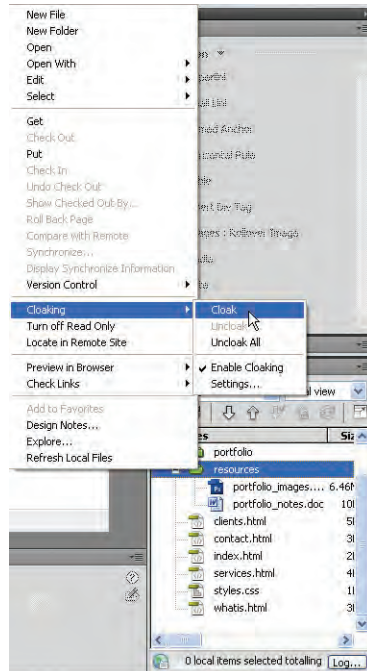 New File
New Folder
Open
Open With
Edit
Select
Get
Check Out
Put
Check In
Undo Check Out
Show Checked Out By...
Roll Back Page
Compare with Remote
Synchronize...
Display Synchronize Information
Version Control
Cloaking
Cloak
Turn off Read Only
Uncloak
Locate in Remote Site
Uncloak All
Preview in Browser
Enable Cloaking
Check Links
Settings...
view
Add to Favorites
Design Notes...
Explore...
Refresh Local Files
portfolio
resources
portfolio_images.... 6.46
portfolio_notes.doc 10
clients.html
contact.html
index.html
services.html
styles.css
whatis.html
0 local items selected totalling
Log...